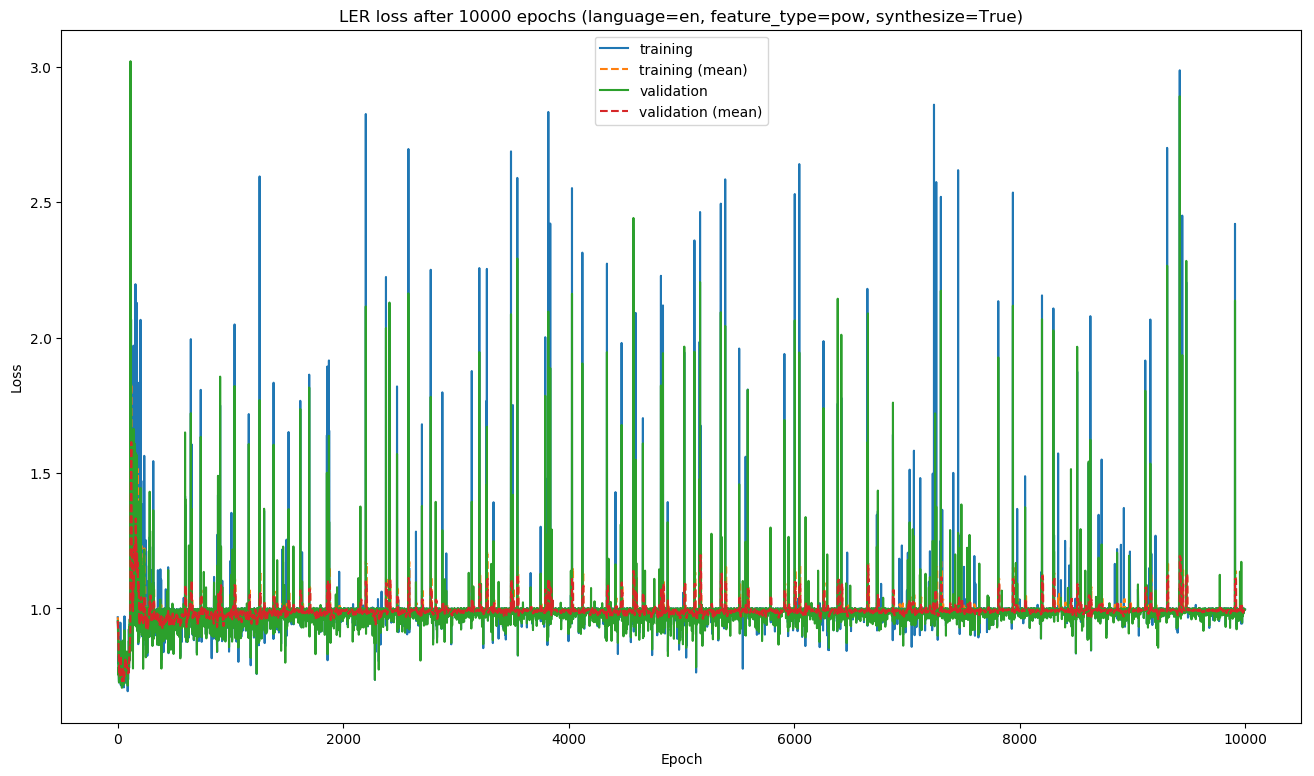 LER loss after 10000 epochs (language=en, feature_type=pow, synthesize=True)
training
training (mean)
validation
validation (mean)
Loss
3.0
2.5
2.0
1.5
1.0
0
2000
4000
6000
8000
10000
Epoch